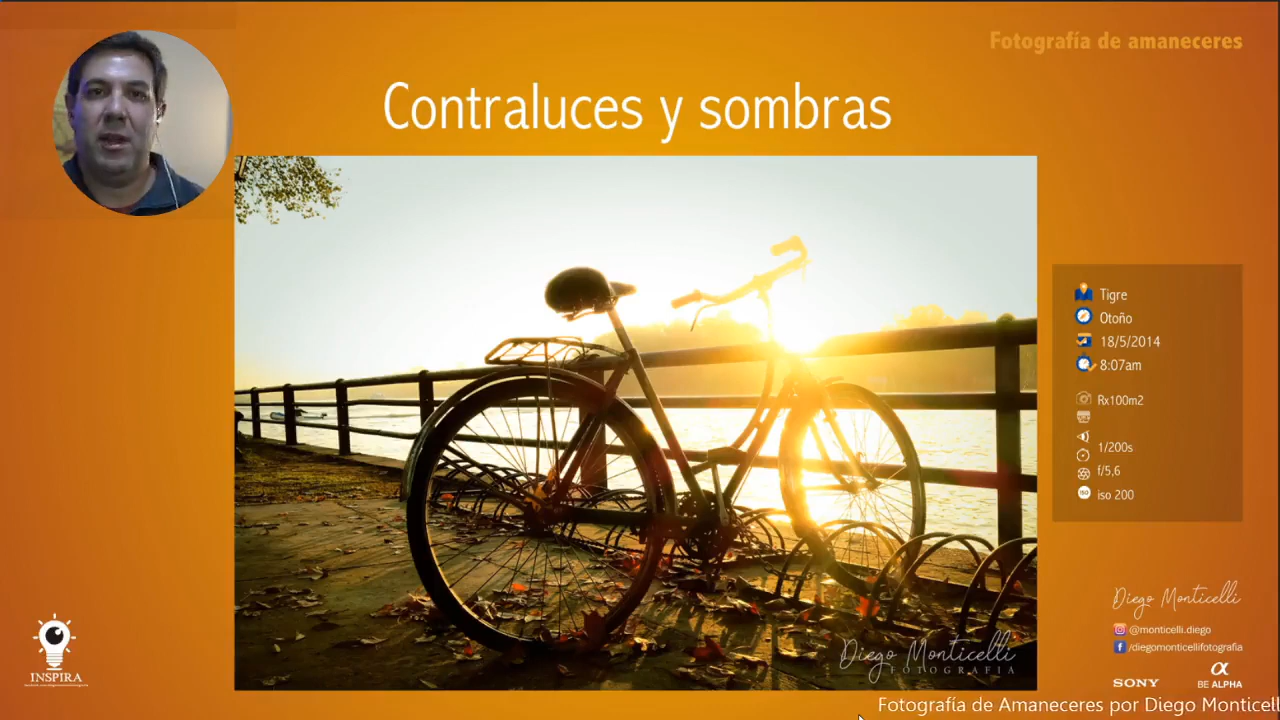 Fotografía de amaneceres
Contraluces y sombras
Tigre
Otoño
18/5/2014
8:07am
Rx100m2
1/200s
f/5,6
ISO
iso 200
Diego Monticelli
FOTOGRAFIA
Diego Monticelli
@monticelli.diego
/diegomonticellifotografia
SONY
α
BE ALPHA
INSPIRA
Fotografía de Amaneceres por Diego Monticell